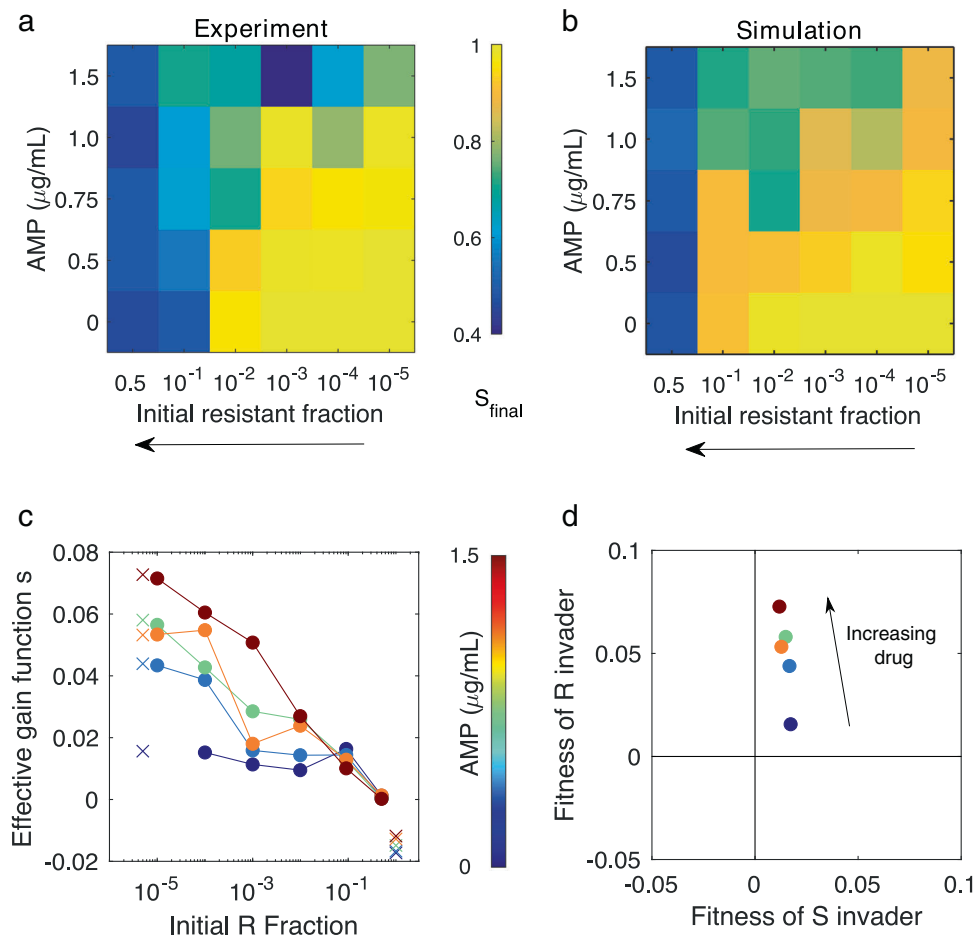 a
Experiment
AMP (μg/mL)
1.5
1.0
0.75
0.5
0
0.5 10⁻¹ 10⁻² 10⁻³ 10⁻⁴ 10⁻⁵
Initial resistant fraction
1
0.8
0.6
0.4
S_final
b
Simulation
AMP (μg/mL)
1.5
1.0
0.75
0.5
0
0.5 10⁻¹ 10⁻² 10⁻³ 10⁻⁴ 10⁻⁵
Initial resistant fraction
c
Effective gain function s
0.08
0.06
0.04
0.02
0
-0.02
10⁻⁵ 10⁻³ 10⁻¹
Initial R Fraction
AMP (μg/mL)
1.5
0
d
Fitness of R invader
0.1
0.05
0
-0.05
Increasing
drug
-0.05 0 0.05 0.1
Fitness of S invader